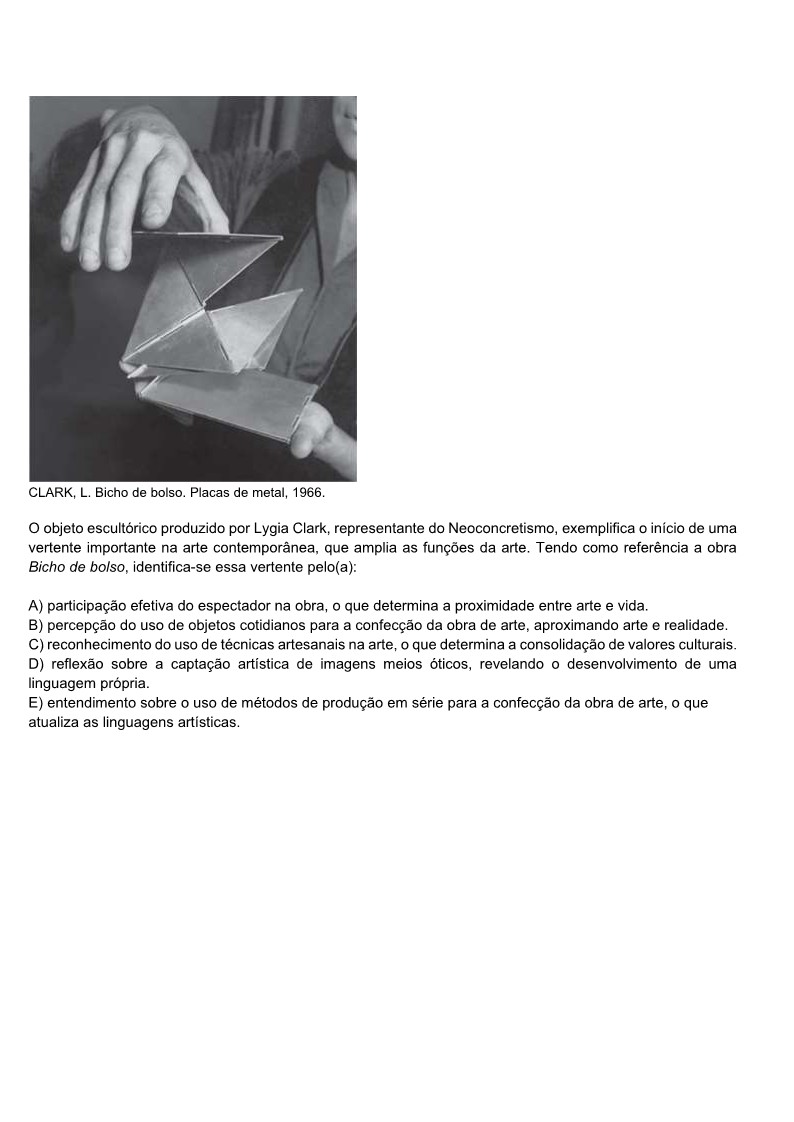 CLARK, L. Bicho de bolso. Placas de metal, 1966.
O objeto escultórico produzido por Lygia Clark, representante do Neoconcretismo, exemplifica o início de uma
vertente importante na arte contemporânea, que amplia as funções da arte. Tendo como referência a obra
Bicho de bolso, identifica-se essa vertente pelo(a):
A) participação efetiva do espectador na obra, o que determina a proximidade entre arte e vida.
B) percepção do uso de objetos cotidianos para a confecção da obra de arte, aproximando arte e realidade.
C) reconhecimento do uso de técnicas artesanais na arte, o que determina a consolidação de valores culturais.
D) reflexão sobre a captação artística de imagens meios óticos, revelando o desenvolvimento de uma
linguagem própria.
E) entendimento sobre o uso de métodos de produção em série para a confecção da obra de arte, o que
atualiza as linguagens artísticas.